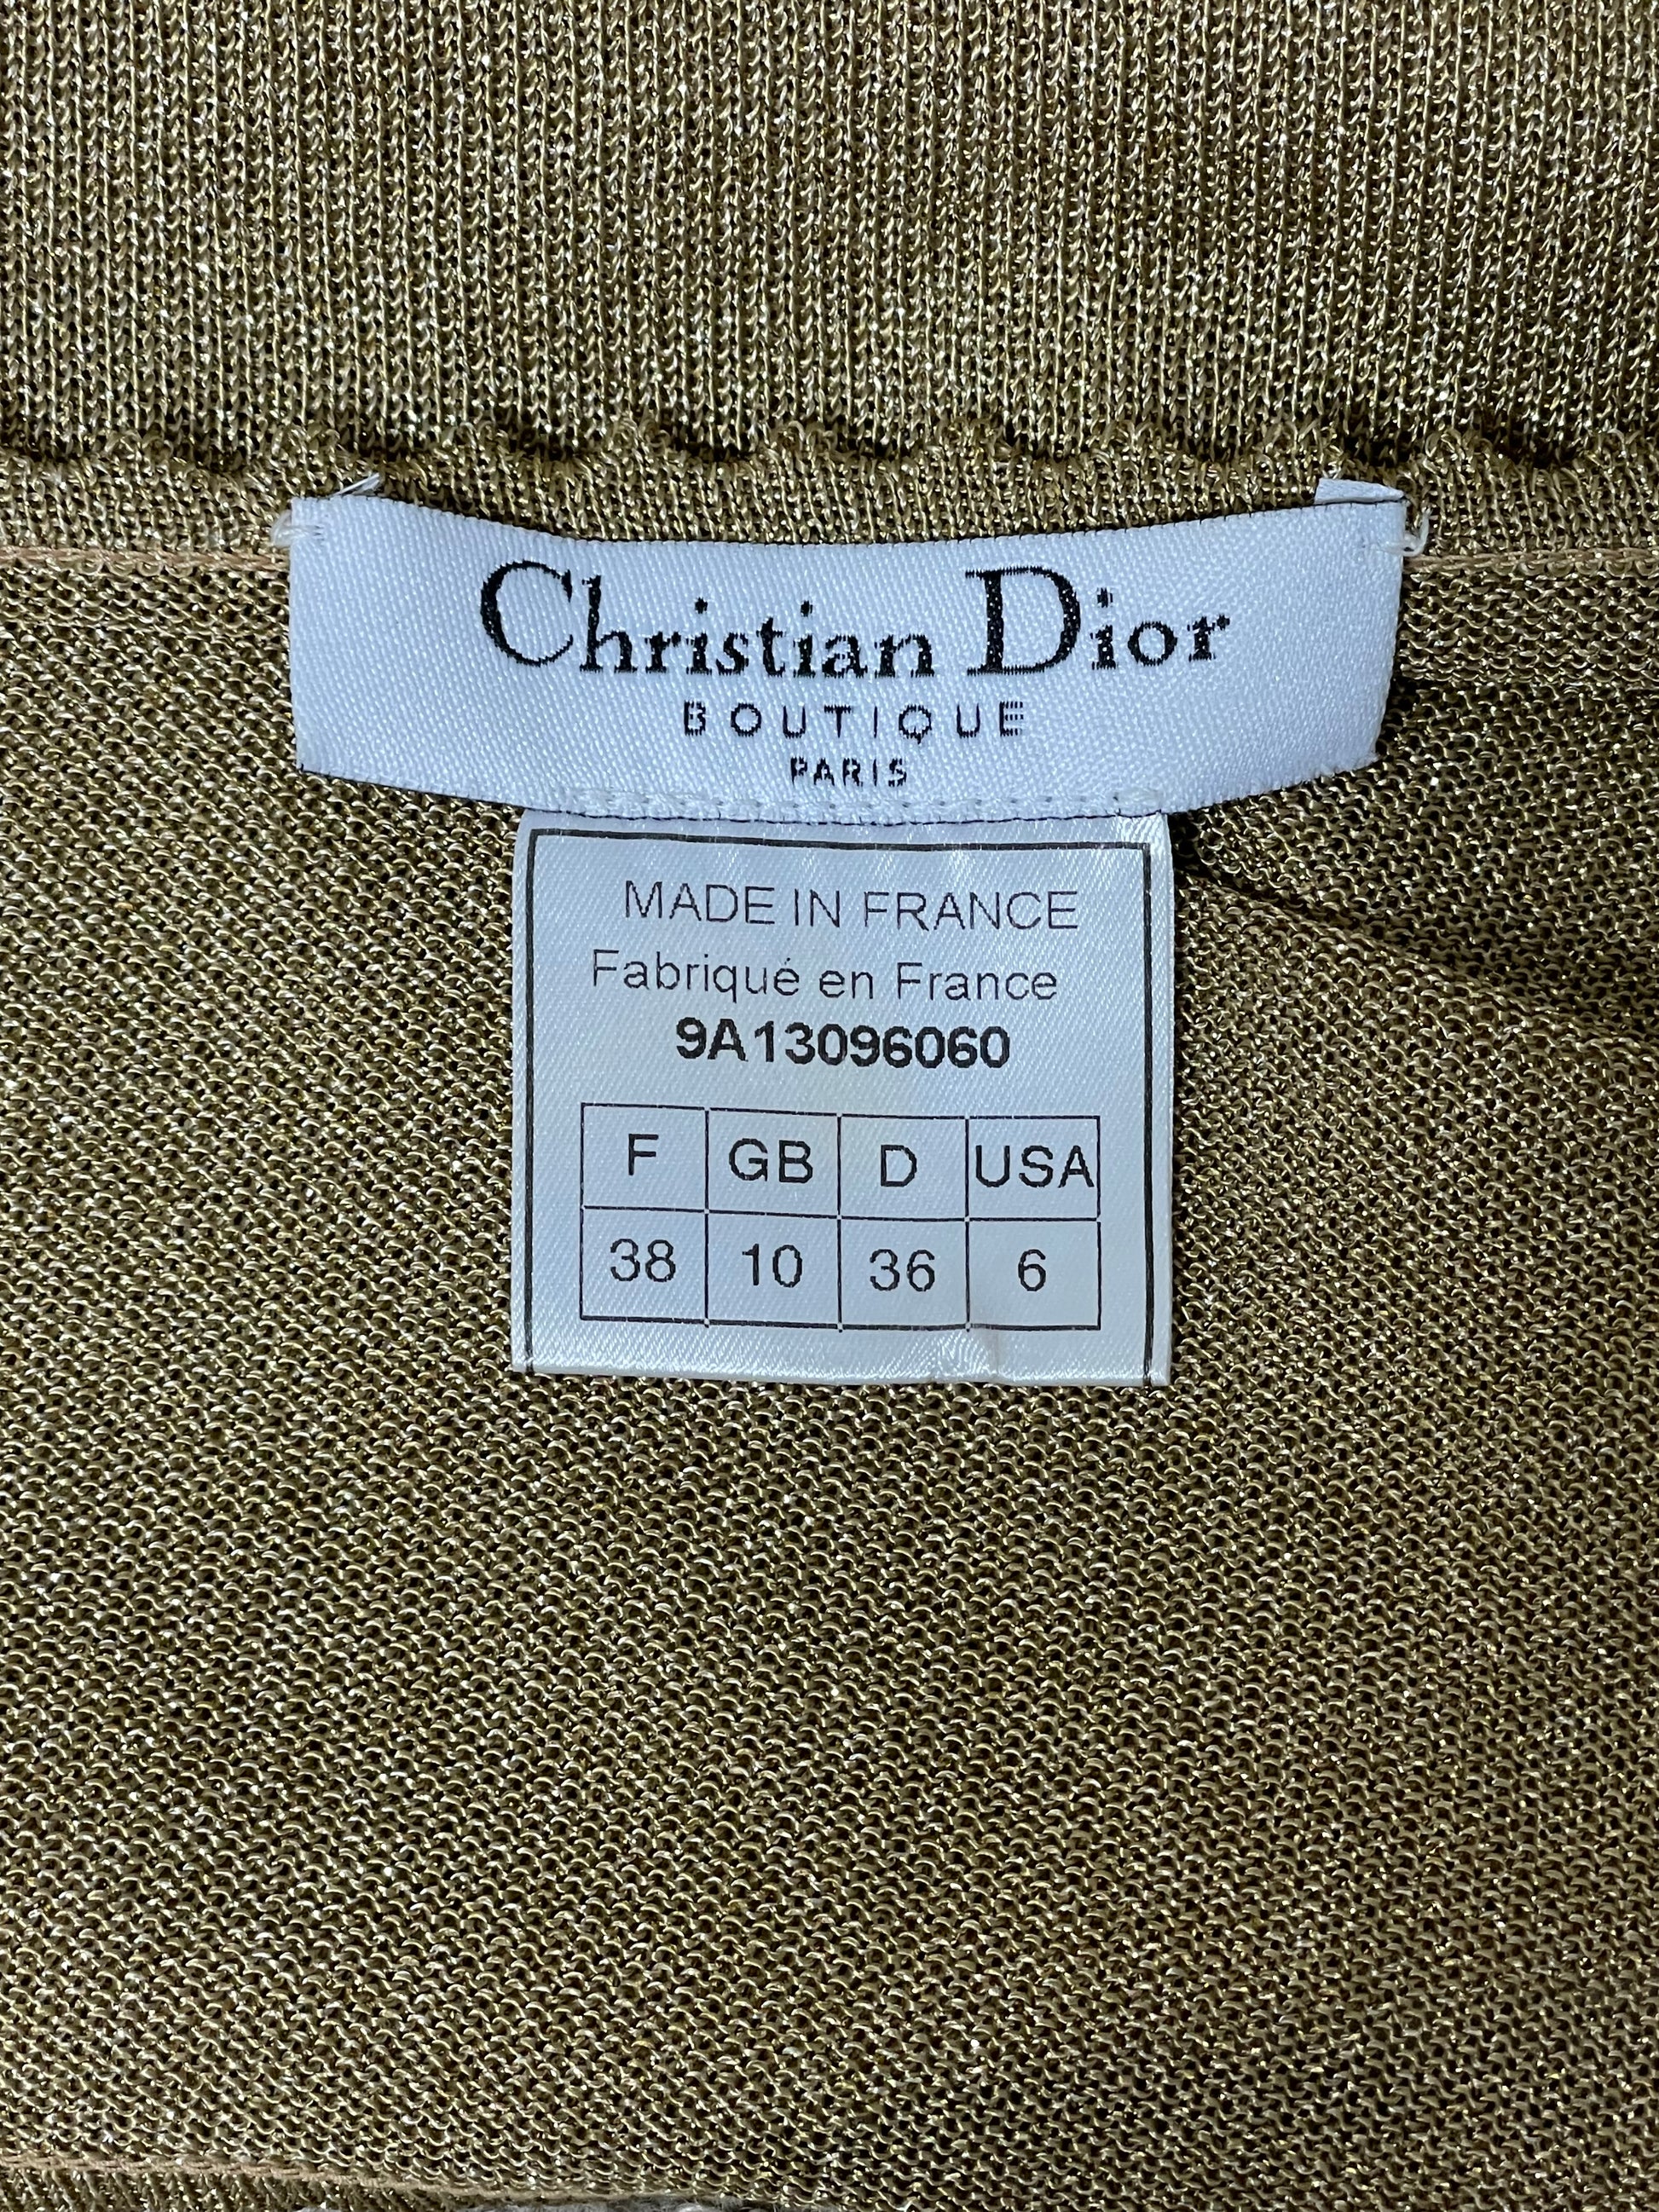 Christian Dior
BOUTIQUE
PARIS
MADE IN FRANCE
Fabriqué en France
9A13096060
F GB D USA
38 10 36 6